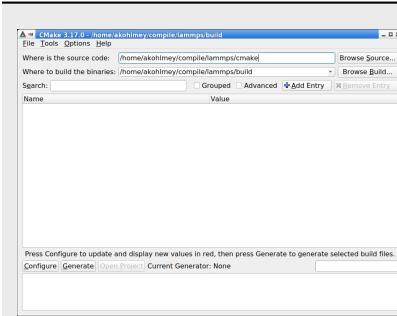 CMake 3.17.0 - /home/akohlmey/compile/lammps/build
File Tools Options Help
Where is the source code: /home/akohlmey/compile/lammps/cmake Browse Source...
Where to build the binaries: /home/akohlmey/compile/lammps/build Browse Build...
Search: Grouped Advanced Add Entry Remove Entry
Name Value
Press Configure to update and display new values in red, then press Generate to generate selected build files.
Configure Generate Open Project Current Generator: None